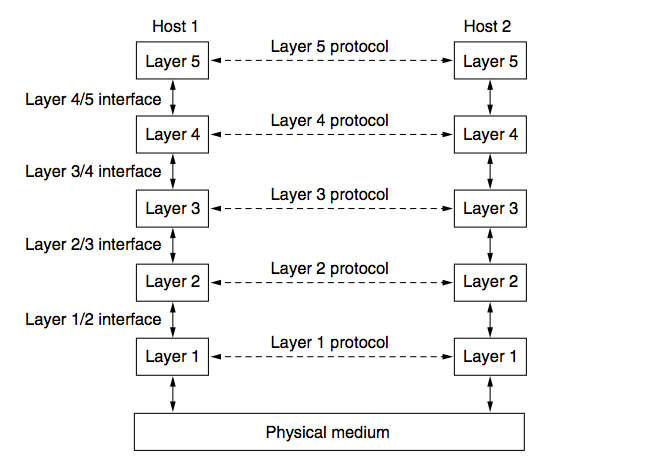 Host 1
Host 2
Layer 5 protocol
Layer 5
Layer 5
Layer 4/5 interface
Layer 4 protocol
Layer 4
Layer 4
Layer 3/4 interface
Layer 3 protocol
Layer 3
Layer 3
Layer 2/3 interface
Layer 2 protocol
Layer 2
Layer 2
Layer 1/2 interface
Layer 1 protocol
Layer 1
Layer 1
Physical medium